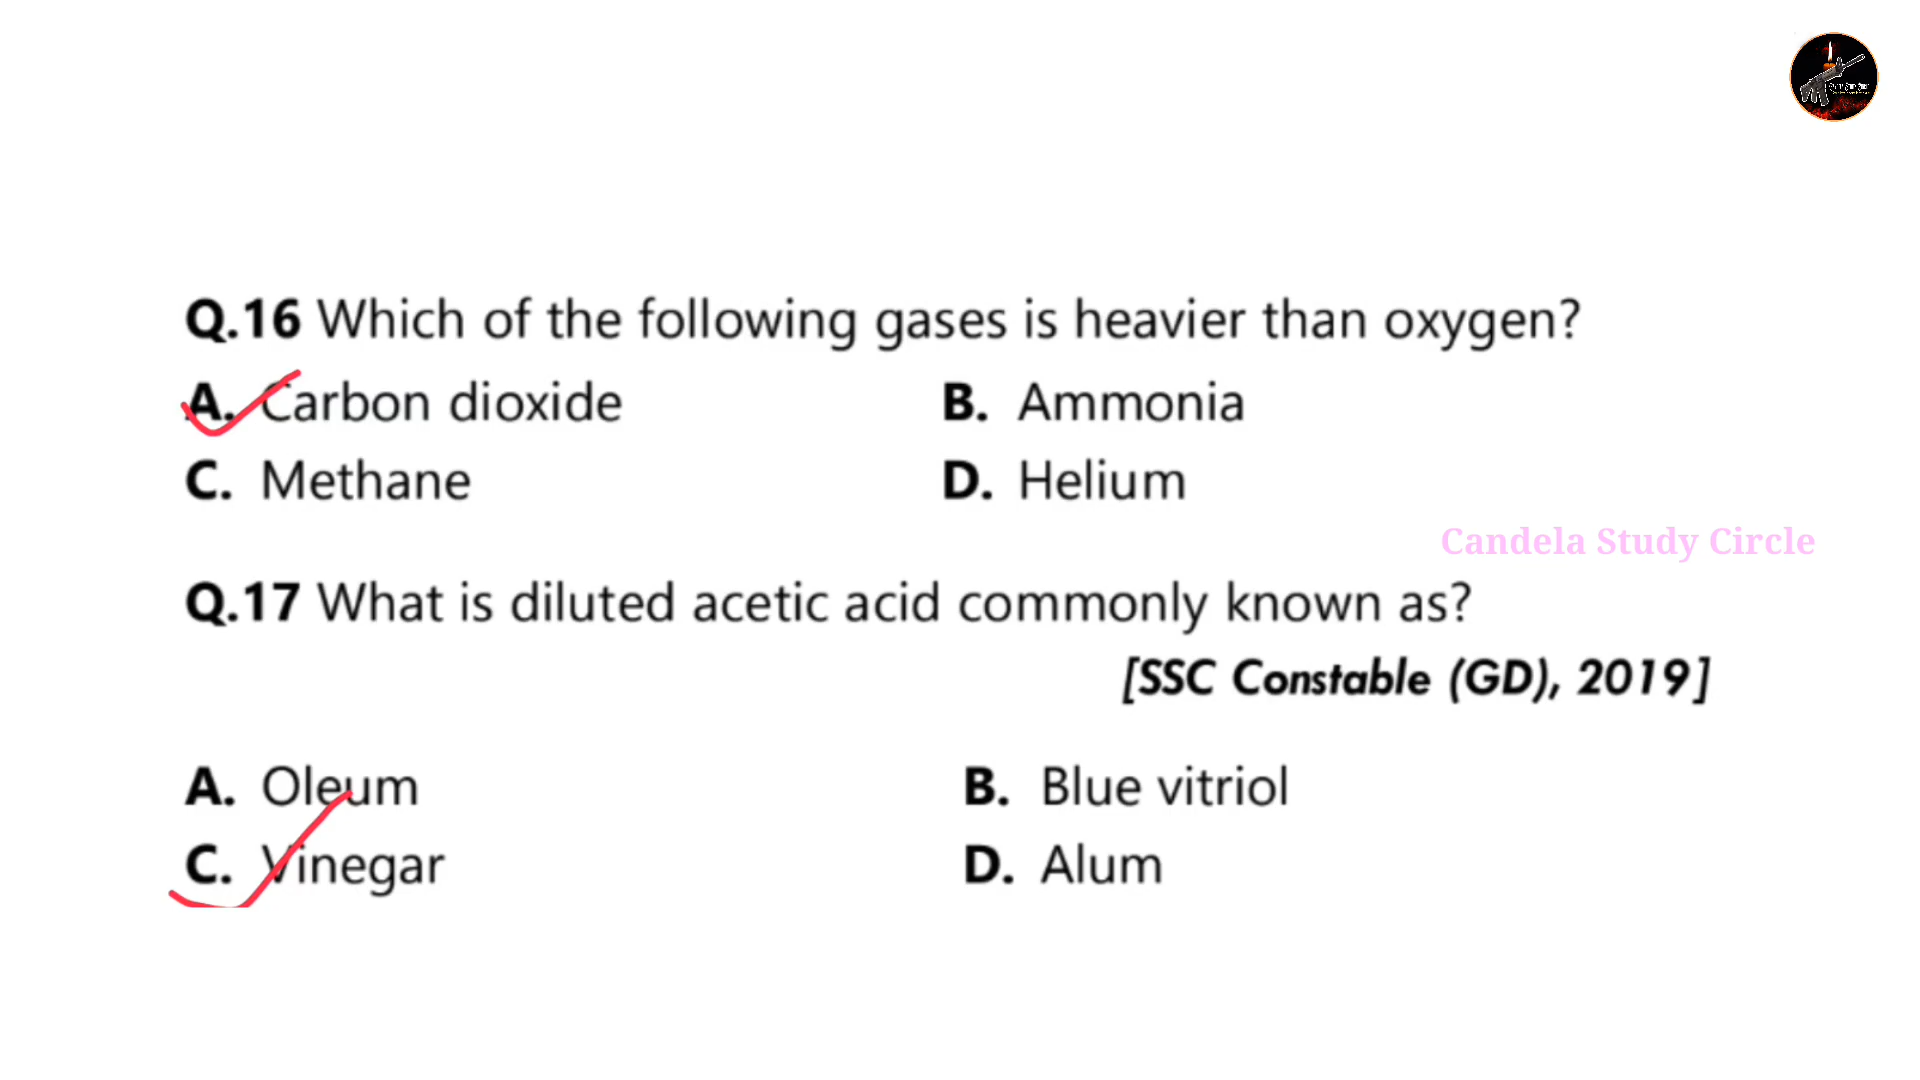 Q.16 Which of the following gases is heavier than oxygen?
A. Carbon dioxide B. Ammonia
C. Methane D. Helium
Candela Study Circle
Q.17 What is diluted acetic acid commonly known as?
[SSC Constable (GD), 2019]
A. Oleum B. Blue vitriol
C. Vinegar D. Alum